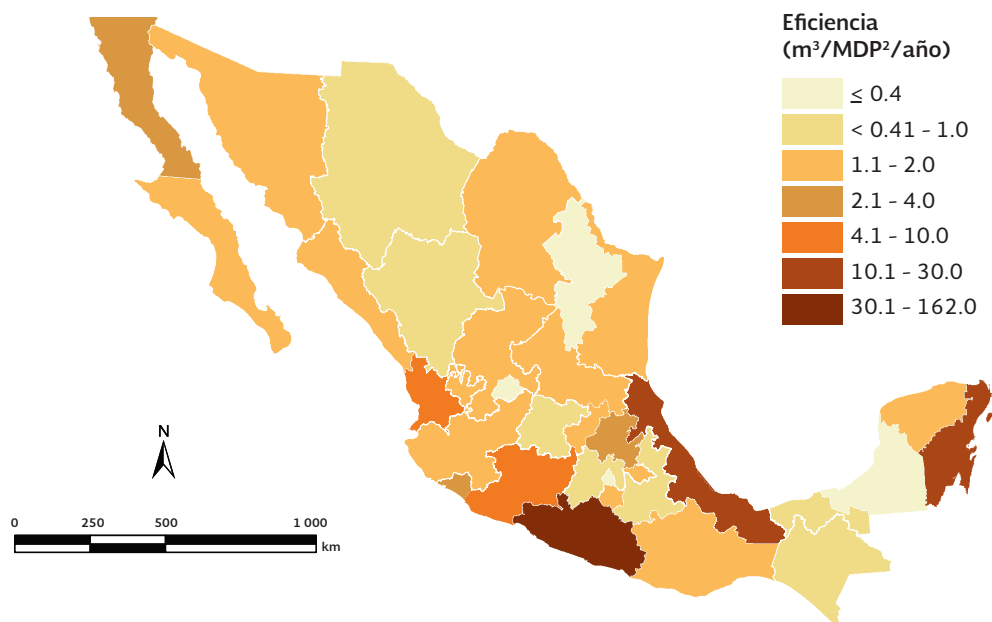 Eficiencia
(m³/MDP²/año)
≤ 0.4
< 0.41 - 1.0
1.1 - 2.0
2.1 - 4.0
4.1 - 10.0
10.1 - 30.0
30.1 - 162.0
N
0 250 500 1 000
km